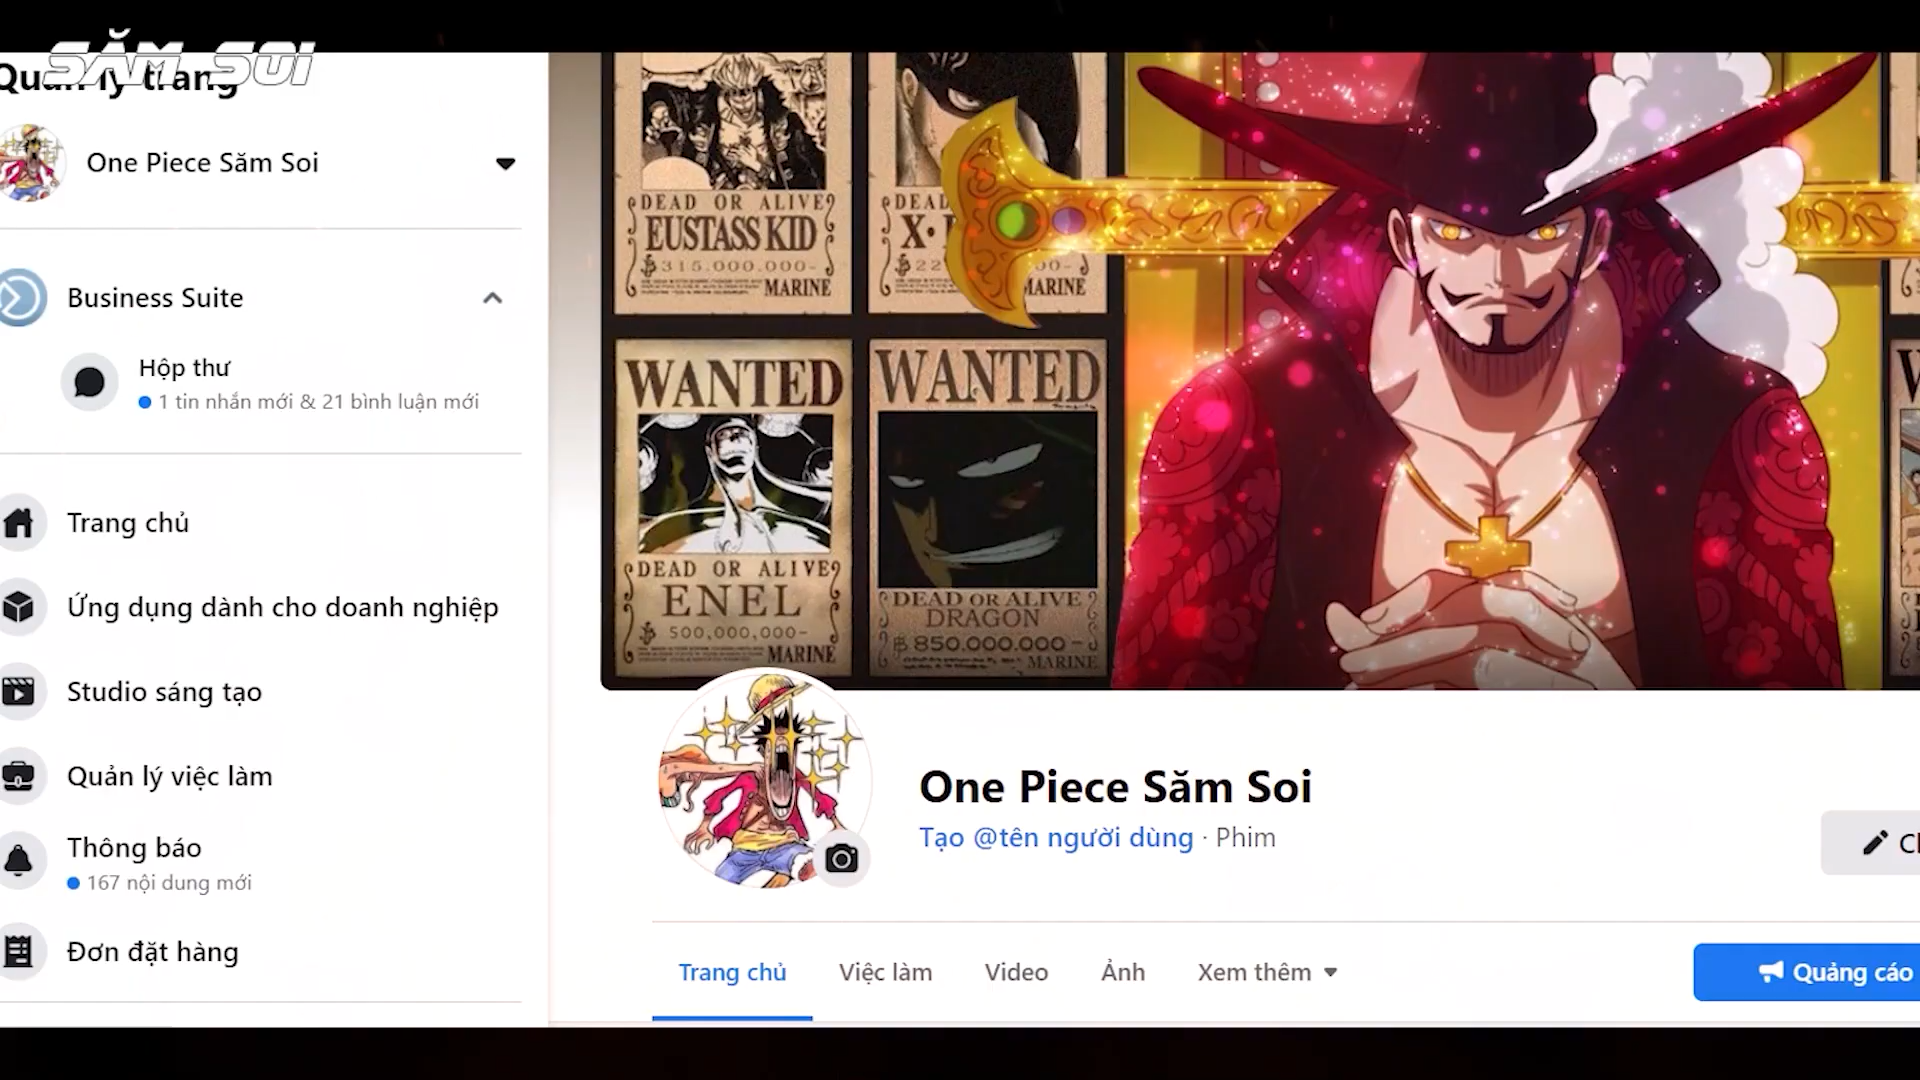 SĂM SOI
Quản lý trang
One Piece Săm Soi
Business Suite
Hộp thư
1 tin nhắn mới & 21 bình luận mới
Trang chủ
Ứng dụng dành cho doanh nghiệp
Studio sáng tạo
Quản lý việc làm
Thông báo
167 nội dung mới
Đơn đặt hàng
DEAD OR ALIVE
EUSTASS KID
315.000.000-
MARINE
DEAD
X·
MARINE
WANTED
DEAD OR ALIVE
ENEL
500,000,000-
MARINE
WANTED
DEAD OR ALIVE
DRAGON
฿850.000.000-
MARINE
One Piece Săm Soi
Tạo @tên người dùng · Phim
Trang chủ
Việc làm
Video
Ảnh
Xem thêm
Quảng cáo